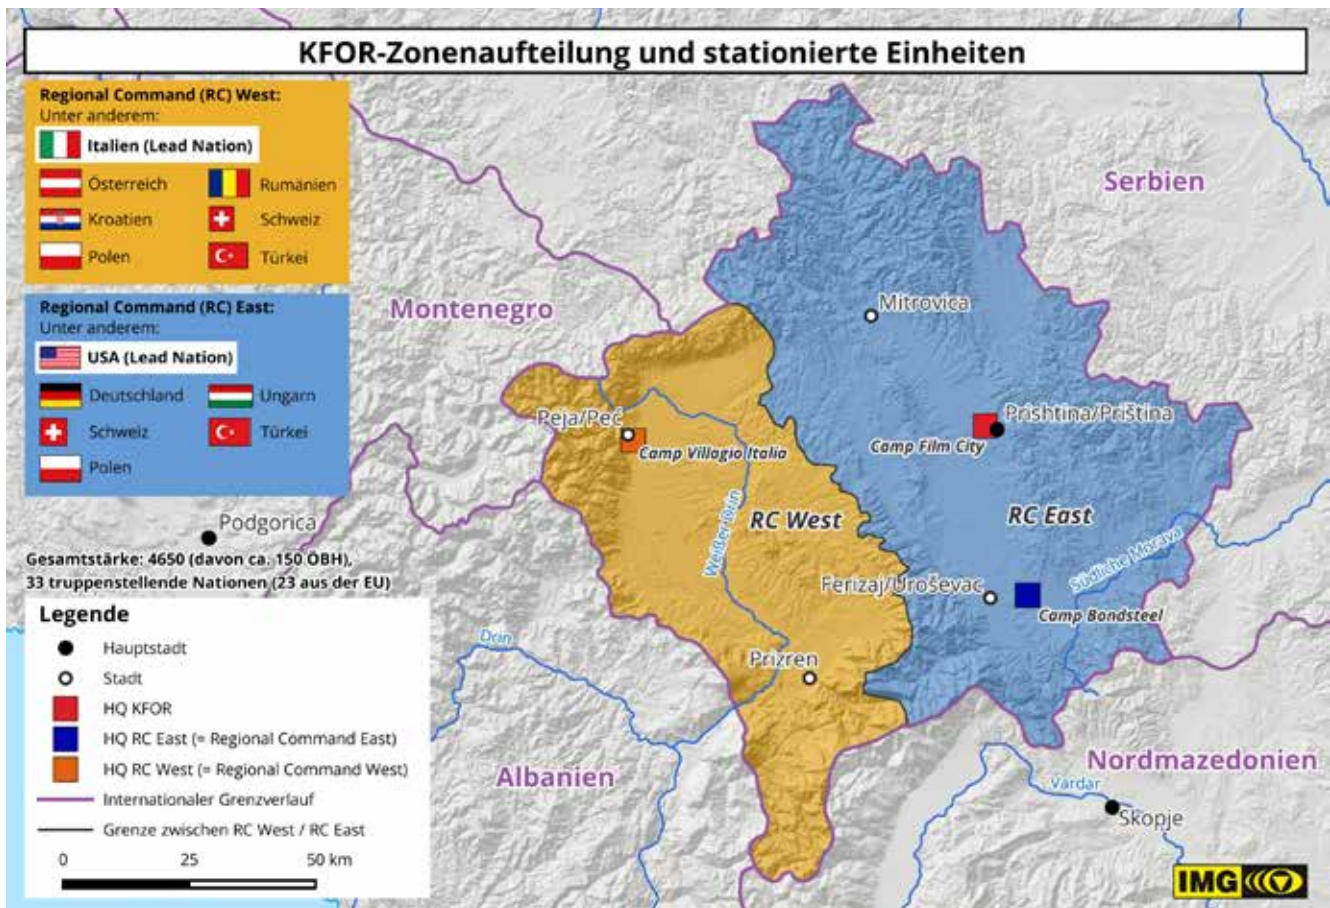 KFOR-Zonenaufteilung und stationierte Einheiten
Regional Command (RC) West:
Unter anderem:
Italien (Lead Nation)
Österreich
Rumänien
Kroatien
Schweiz
Polen
Türkei
Regional Command (RC) East:
Unter anderem:
USA (Lead Nation)
Deutschland
Ungarn
Schweiz
Türkei
Polen
Serbien
Montenegro
Mitrovica
Peja/Peć
Camp Villagio Italia
Prishtina/Priština
Camp Film City
Weißer Drin
RC West
RC East
Podgorica
Südliche Morava
Ferizaj/Uroševac
Camp Bondsteel
Drin
Prizren
Albanien
Nordmazedonien
Vardar
Skopje
Gesamtstärke: 4650 (davon ca. 150 ÖBH),
33 truppenstellende Nationen (23 aus der EU)
Legende
Hauptstadt
Stadt
HQ KFOR
HQ RC East (= Regional Command East)
HQ RC West (= Regional Command West)
Internationaler Grenzverlauf
Grenze zwischen RC West / RC East
0 25 50 km
IMG